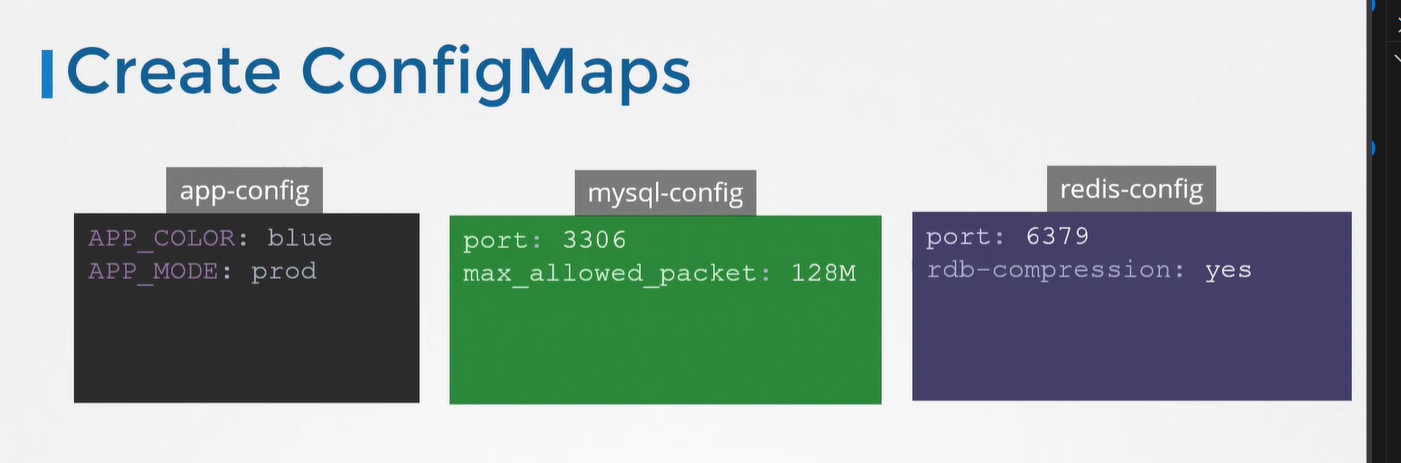 Create ConfigMaps
app-config
APP_COLOR: blue
APP_MODE: prod
mysql-config
port: 3306
max_allowed_packet: 128M
redis-config
port: 6379
rdb-compression: yes